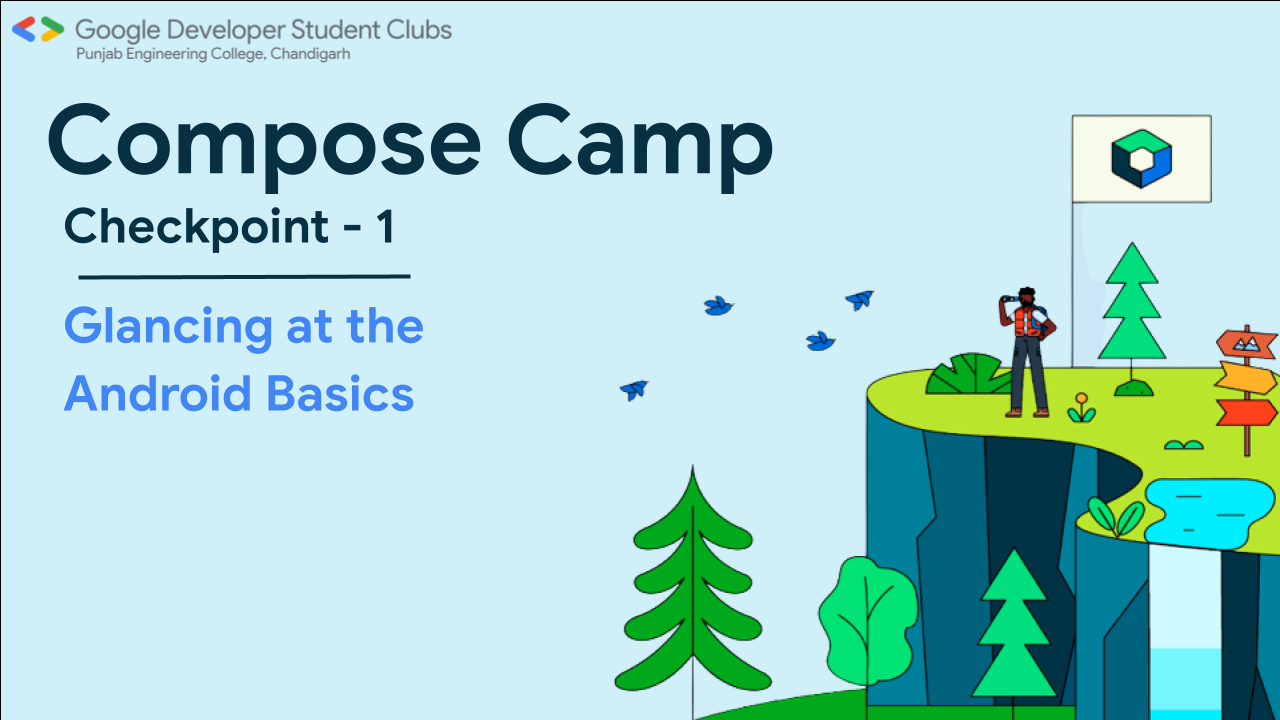 Google Developer Student Clubs
Punjab Engineering College, Chandigarh
Compose Camp
Checkpoint - 1
Glancing at the
Android Basics